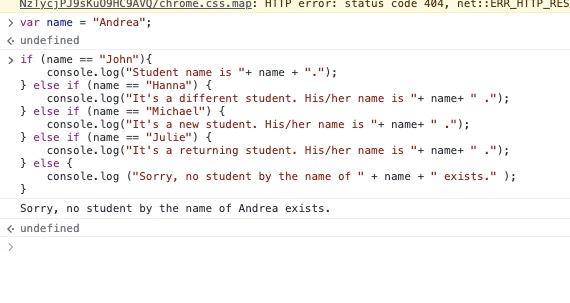 NzTycjPJ9sKuO9HC9AVQ/chrome.css.map: HTTP error: status code 404, net::ERR_HTTP_RES
> var name = "Andrea";
<· undefined
> if (name == "John"){
console.log("Student name is "+ name + ".");
} else if (name == "Hanna") {
console.log("It's a different student. His/her name is "+ name+ " .");
} else if (name == "Michael") {
console.log("It's a new student. His/her name is "+ name+ " .");
} else if (name == "Julie") {
console.log("It's a returning student. His/her name is "+ name+ " .");
} else {
console.log ("Sorry, no student by the name of " + name + " exists." );
}
Sorry, no student by the name of Andrea exists.
<· undefined
>